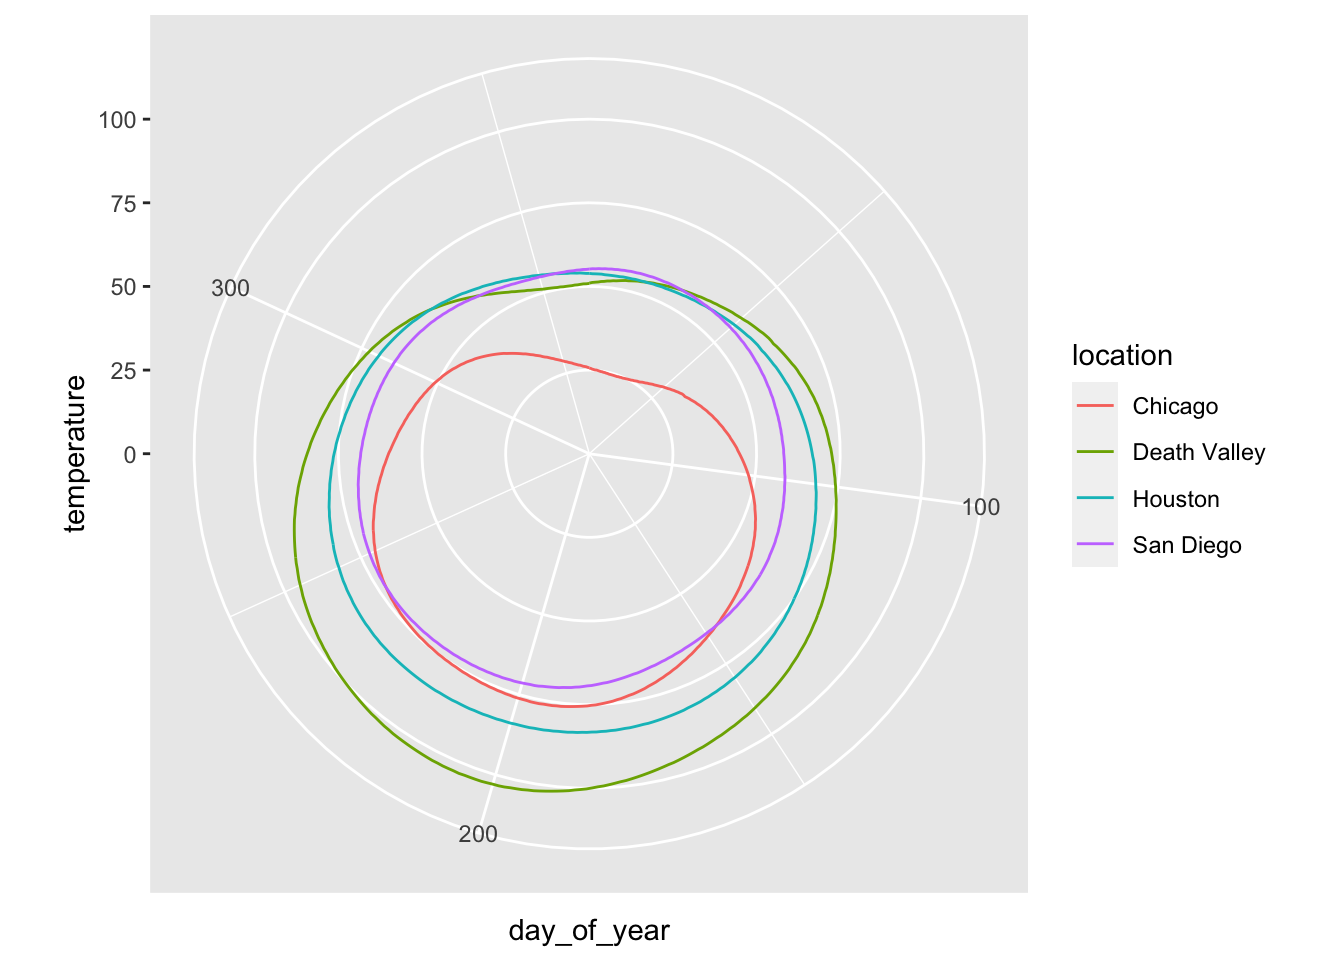 100
75
50
25
0
temperature
300
100
200
day_of_year
location
Chicago
Death Valley
Houston
San Diego